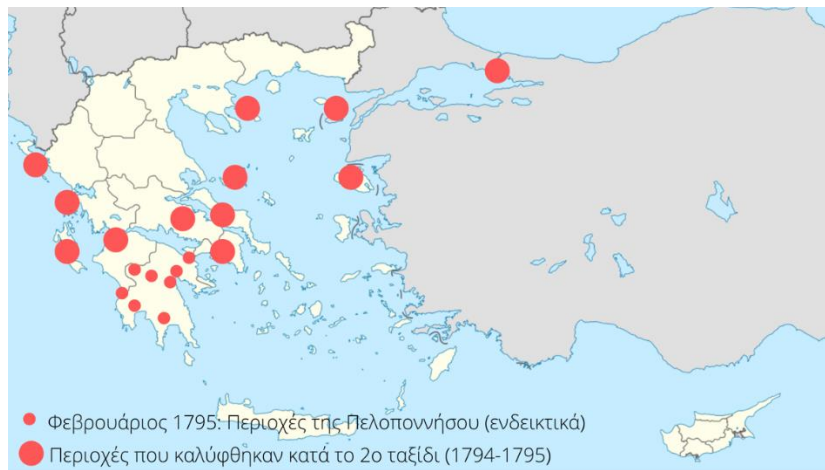 Φεβρουάριος 1795: Περιοχές της Πελοποννήσου (ενδεικτικά)
Περιοχές που καλύφθηκαν κατά το 2ο ταξίδι (1794-1795)